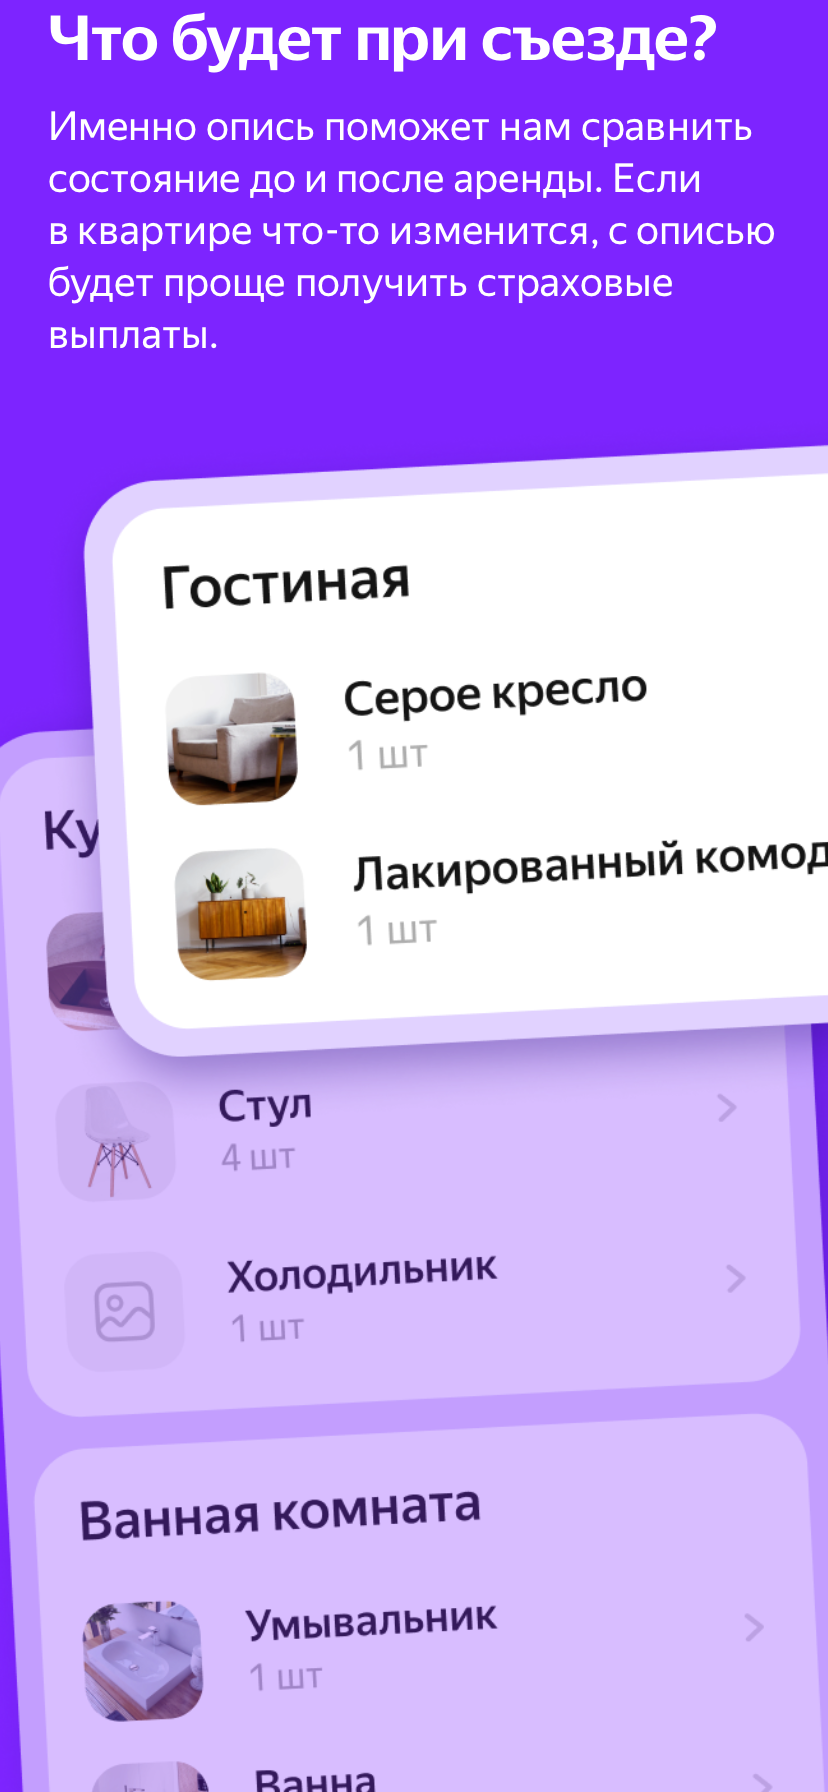 Что будет при съезде?
Именно опись поможет нам сравнить
состояние до и после аренды. Если
в квартире что-то изменится, с описью
будет проще получить страховые
выплаты.
Гостиная
Серое кресло
1 шт
Лакированный комод
1 шт
Ку
Стул
4 шт
Холодильник
1 шт
Ванная комната
Умывальник
1 шт
Ванна